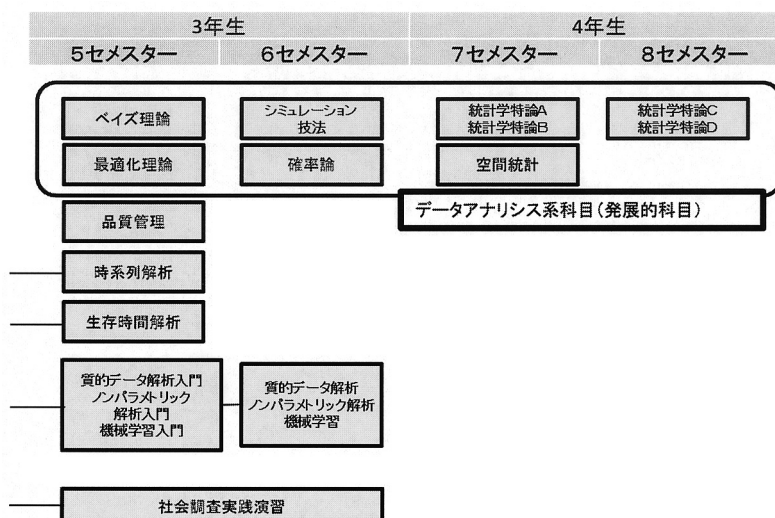 3年生
4年生
5セメスター
6セメスター
7セメスター
8セメスター
ベイズ理論
シミュレーション
技法
統計学特論A
統計学特論B
統計学特論C
統計学特論D
最適化理論
確率論
空間統計
データアナリシス系科目(発展的科目)
品質管理
時系列解析
生存時間解析
質的データ解析入門
ノンパラメトリック
解析入門
機械学習入門
質的データ解析
ノンパラメトリック解析
機械学習
社会調査実践演習